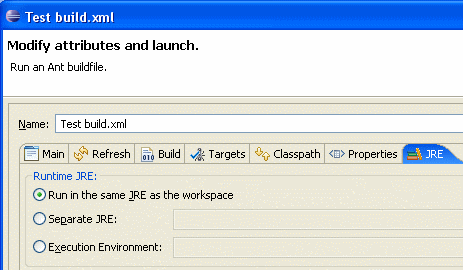 Test build.xml
Modify attributes and launch.
Run an Ant buildfile.
Name: Test build.xml
Main Refresh Build Targets Classpath Properties JRE
Runtime JRE:
Run in the same JRE as the workspace
Separate JRE:
Execution Environment: